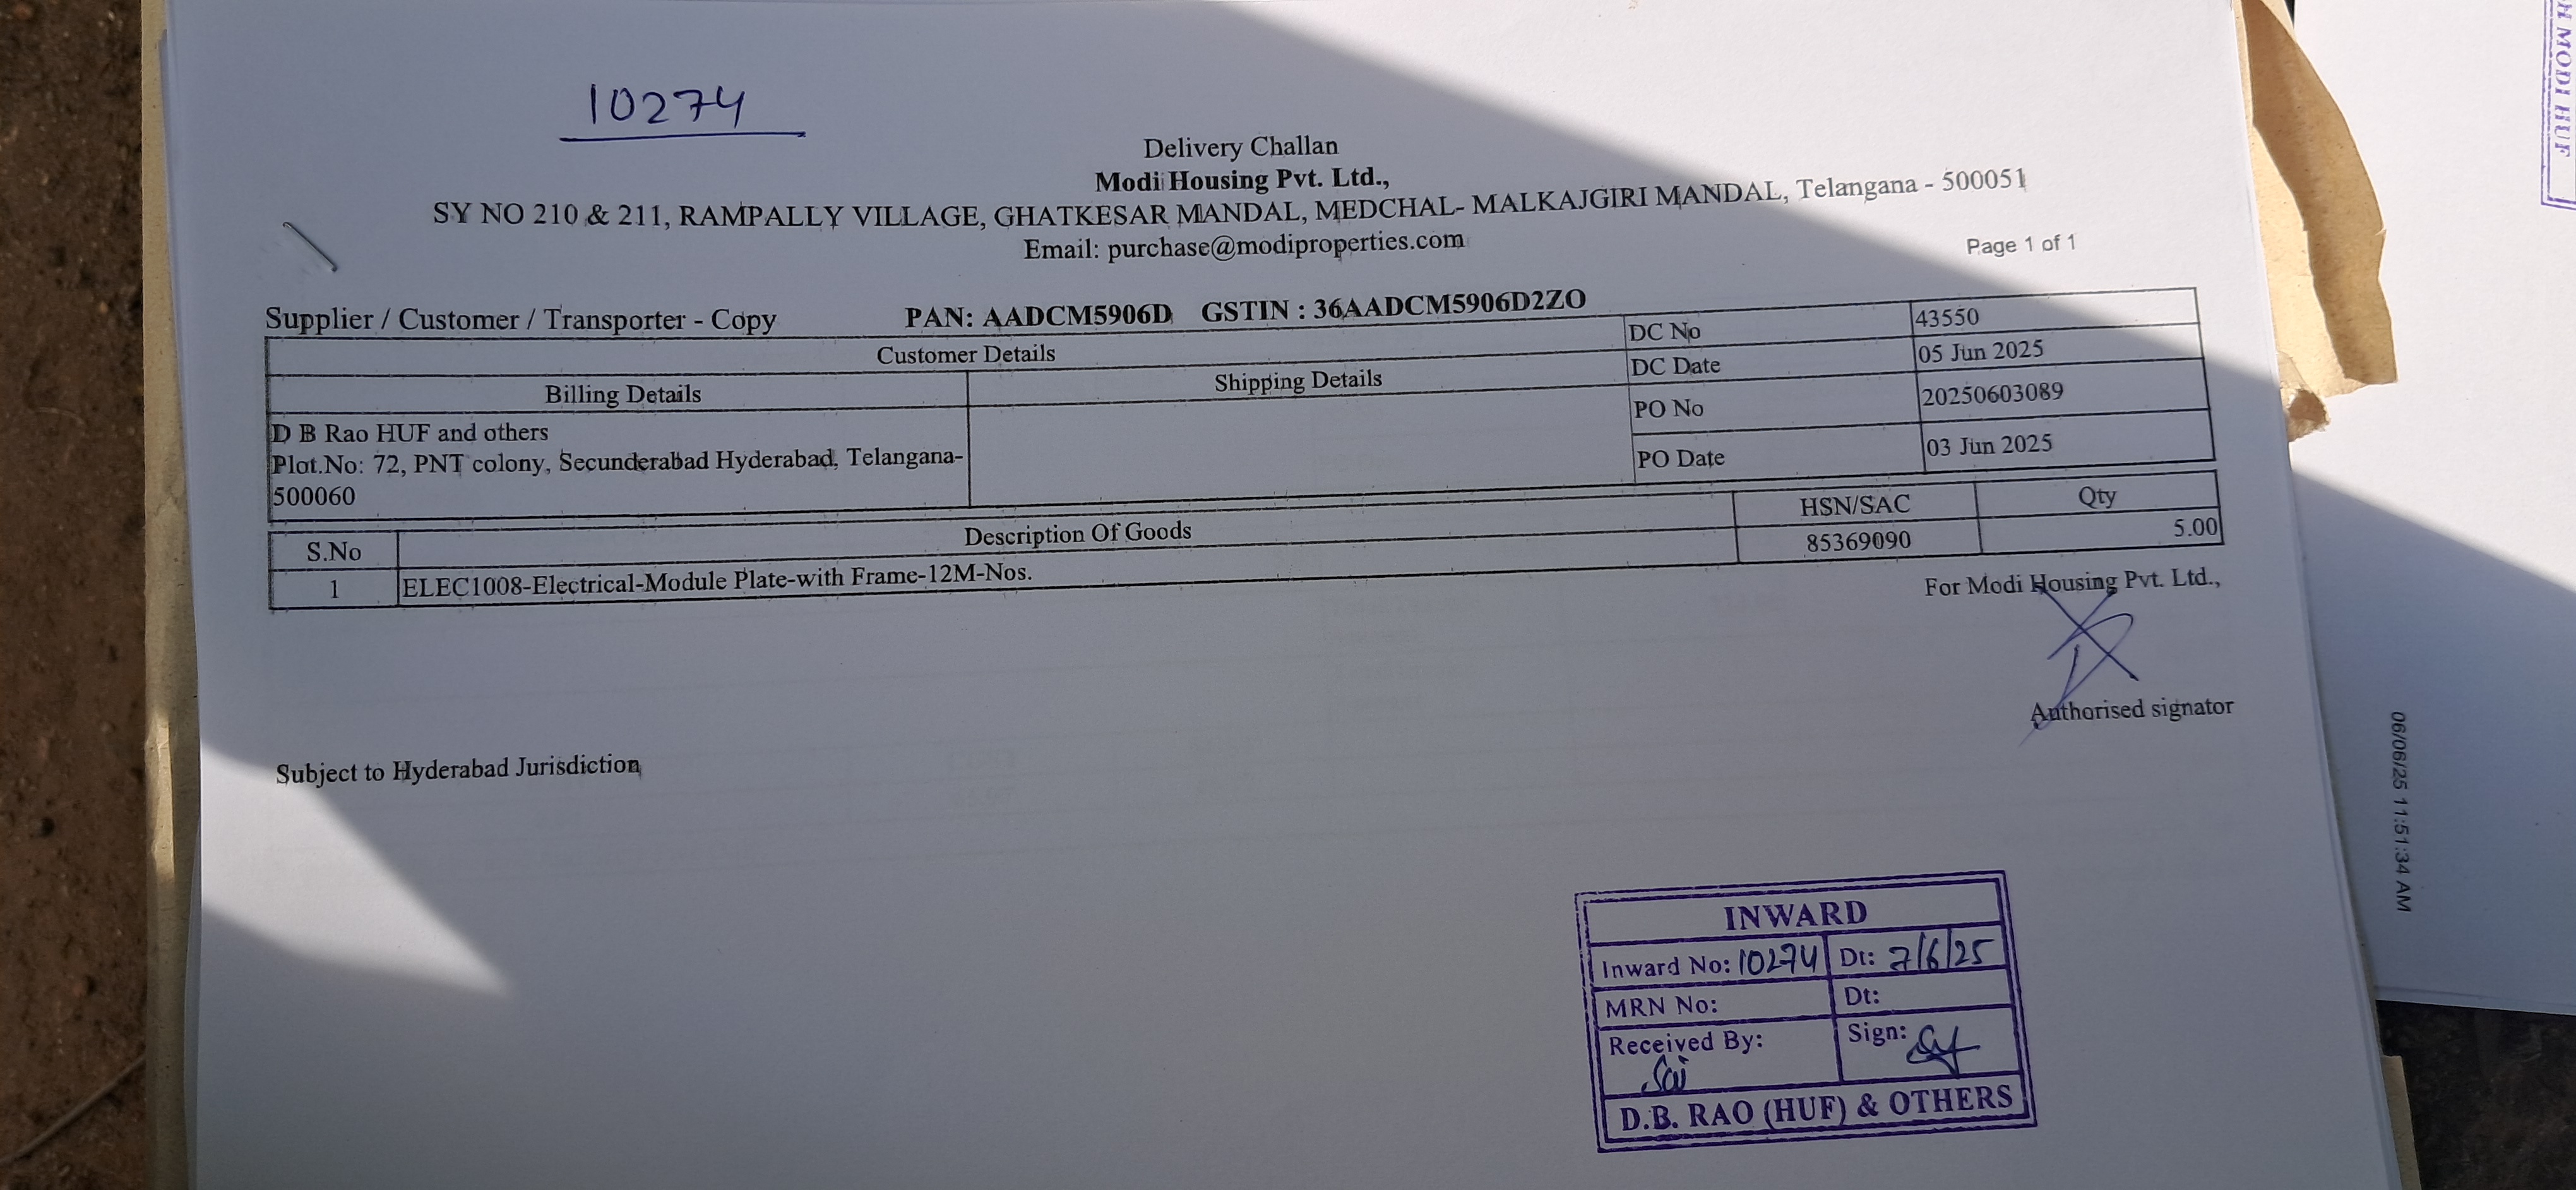 10274
Delivery Challan
Modi Housing Pvt. Ltd.,
SY NO 210 & 211, RAMPALLY VILLAGE, GHATKESAR MANDAL, MEDCHAL- MALKAJGIRI MANDAL, Telangana - 500051
Email: purchase@modiproperties.com
Page 1 of 1
Supplier / Customer / Transporter - Copy PAN: AADCM5906D GSTIN : 36AADCM5906D2ZO
Customer Details
DC No 43550
Billing Details Shipping Details
DC Date 05 Jun 2025
D B Rao HUF and others
Plot.No: 72, PNT colony, Secunderabad Hyderabad, Telangana-
500060
PO No 20250603089
PO Date 03 Jun 2025
S.No Description Of Goods HSN/SAC Qty
1 ELEC1008-Electrical-Module Plate-with Frame-12M-Nos. 85369090 5.00
For Modi Housing Pvt. Ltd.,
Authorised signator
Subject to Hyderabad Jurisdiction
INWARD
Inward No: 10274 Dt: 7/6/25
MRN No: Dt:
Received By: Sign:
Sai
D.B. RAO (HUF) & OTHERS
06/06/25 11:51:34 AM
H MODI HUF